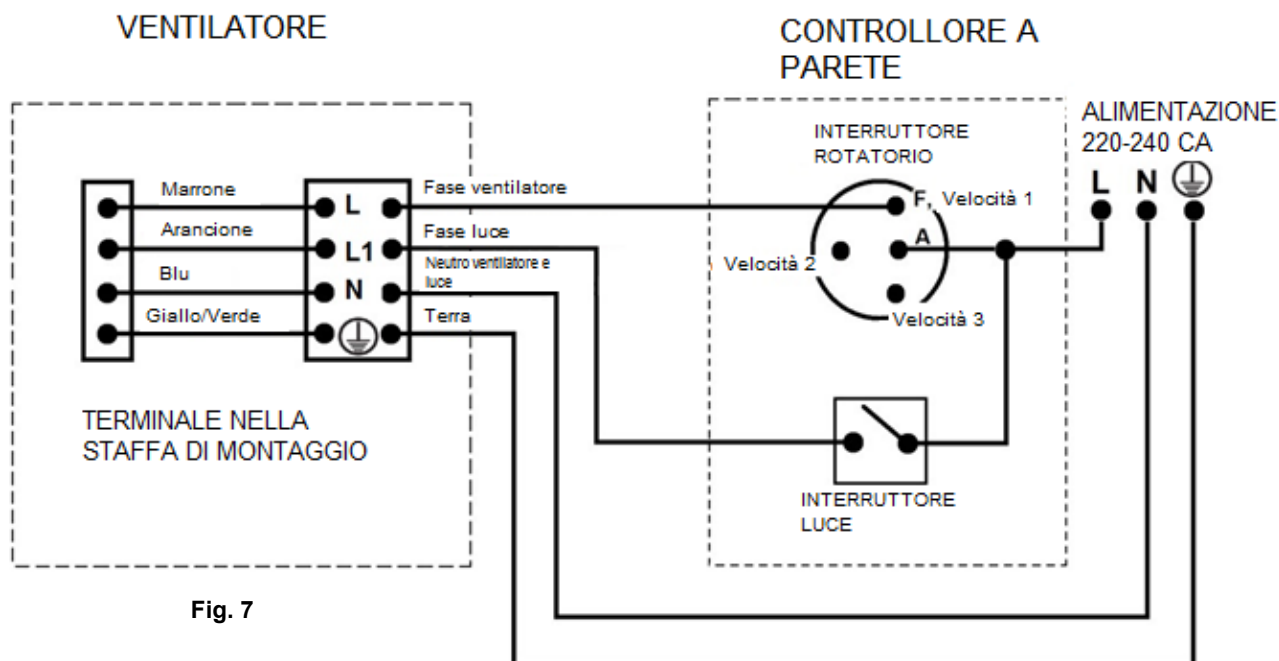 VENTILATORE
CONTROLLORE A
PARETE
ALIMENTAZIONE
220-240 CA
L N
INTERRUTTORE
ROTATORIO
F, Velocità 1
A
Velocità 2
Velocità 3
Marrone
L
Fase ventilatore
Arancione
L1
Fase luce
Blu
N
Neutro ventilatore e
luce
Giallo/Verde
Terra
TERMINALE NELLA
STAFFA DI MONTAGGIO
INTERRUTTORE
LUCE
Fig. 7